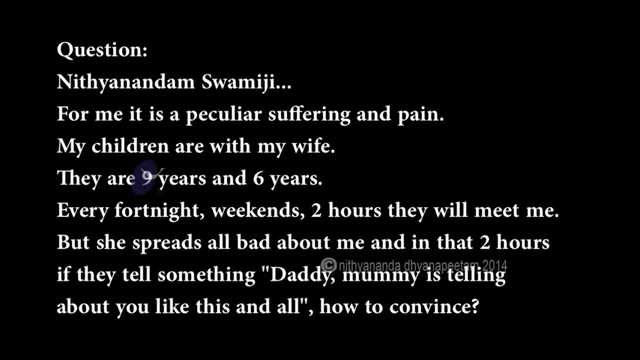 Question:
Nithyanandam Swamiji...
For me it is a peculiar suffering and pain.
My children are with my wife.
They are 9 years and 6 years.
Every fortnight, weekends, 2 hours they will meet me.
But she spreads all bad about me and in that 2 hours
© nithyananda dhyanapeetam 2014
if they tell something "Daddy, mummy is telling
about you like this and all", how to convince?